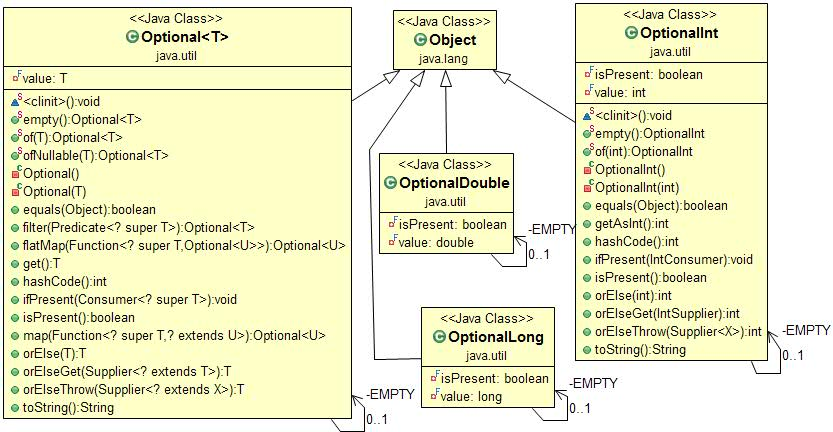 <<Java Class>>
Optional<T>
java.util
value: T
<clinit>():void
empty():Optional<T>
of(T):Optional<T>
ofNullable(T):Optional<T>
Optional()
Optional(T)
equals(Object):boolean
filter(Predicate<? super T>):Optional<T>
flatMap(Function<? super T,Optional<U>>):Optional<U>
get():T
hashCode():int
ifPresent(Consumer<? super T>):void
isPresent():boolean
map(Function<? super T,? extends U>):Optional<U>
orElse(T):T
orElseGet(Supplier<? extends T>):T
orElseThrow(Supplier<? extends X>):T
toString():String
-EMPTY
0..1
<<Java Class>>
Object
java.lang
<<Java Class>>
OptionalDouble
java.util
isPresent: boolean
value: double
-EMPTY
0..1
<<Java Class>>
OptionalLong
java.util
isPresent: boolean
value: long
-EMPTY
0..1
<<Java Class>>
OptionalInt
java.util
isPresent: boolean
value: int
<clinit>():void
empty():OptionalInt
of(int):OptionalInt
OptionalInt()
OptionalInt(int)
equals(Object):boolean
getAsInt():int
hashCode():int
ifPresent(IntConsumer):void
isPresent():boolean
orElse(int):int
orElseGet(IntSupplier):int
orElseThrow(Supplier<X>):int
toString():String
-EMPTY
0..1